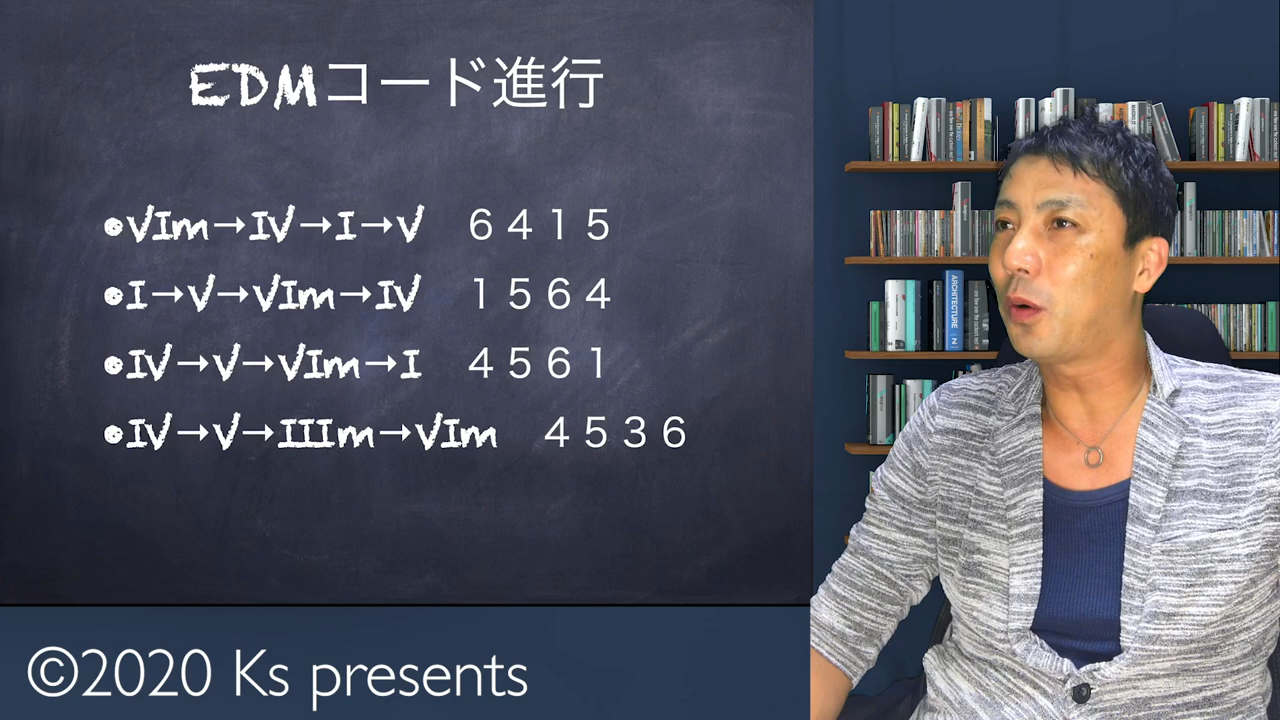 EDMコード進行
•VIm→IV→I→V 6 4 1 5
•I→V→VIm→IV 1 5 6 4
•IV→V→VIm→I 4 5 6 1
•IV→V→IIIm→VIm 4 5 3 6
©2020 Ks presents
ARCHITECTURE